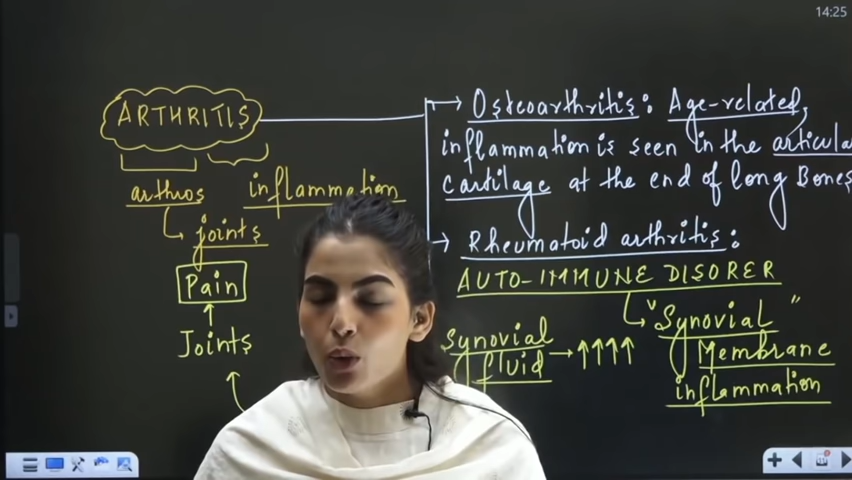 14:25
ARTHRITIS
arthros inflammation
joints
Pain
Joints
Osteoarthritis: Age-related,
inflammation is seen in the articular
cartilage at the end of long Bones
Rheumatoid arthritis:
AUTO-IMMUNE DISORER
"Synovial"
Membrane
inflammation
synovial
fluid → ↑↑↑↑